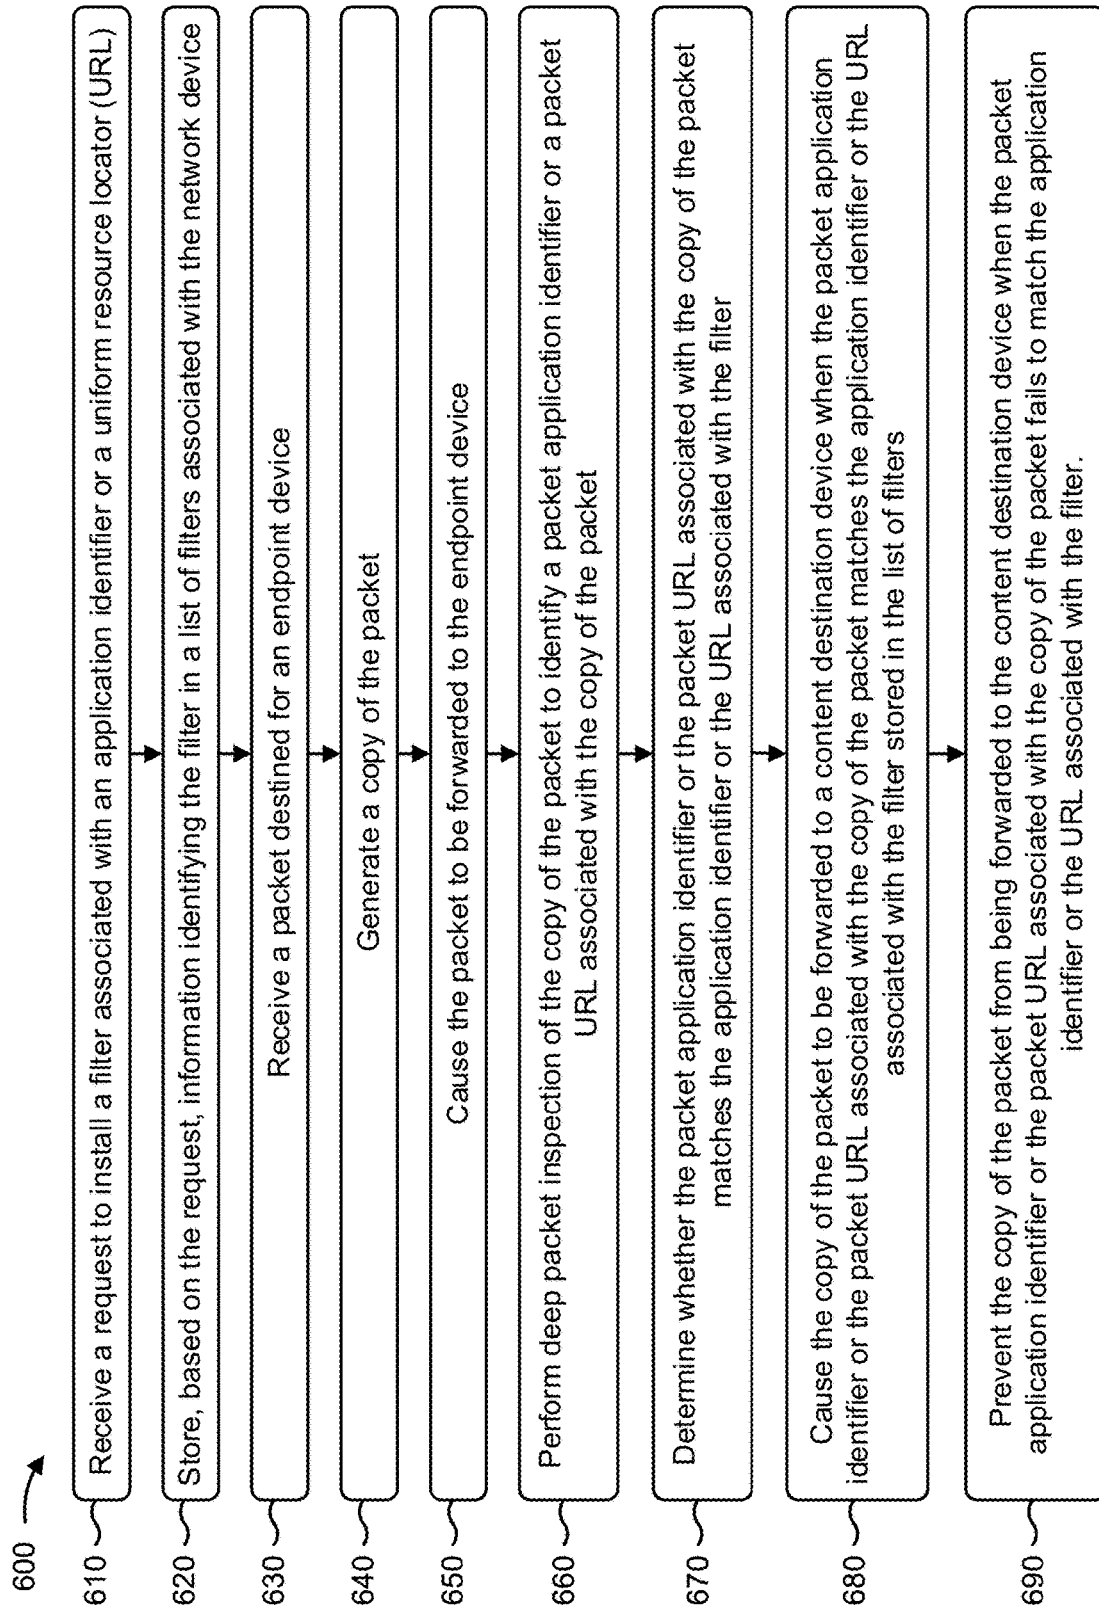 600
610
Receive a request to install a filter associated with an application identifier or a uniform resource locator (URL)
620
Store, based on the request, information identifying the filter in a list of filters associated with the network device
630
Receive a packet destined for an endpoint device
640
Generate a copy of the packet
650
Cause the packet to be forwarded to the endpoint device
660
Perform deep packet inspection of the copy of the packet to identify a packet application identifier or a packet
URL associated with the copy of the packet
670
Determine whether the packet application identifier or the packet URL associated with the copy of the packet
matches the application identifier or the URL associated with the filter
680
Cause the copy of the packet to be forwarded to a content destination device when the packet application
identifier or the packet URL associated with the copy of the packet matches the application identifier or the URL
associated with the filter stored in the list of filters
690
Prevent the copy of the packet from being forwarded to the content destination device when the packet
application identifier or the packet URL associated with the copy of the packet fails to match the application
identifier or the URL associated with the filter.